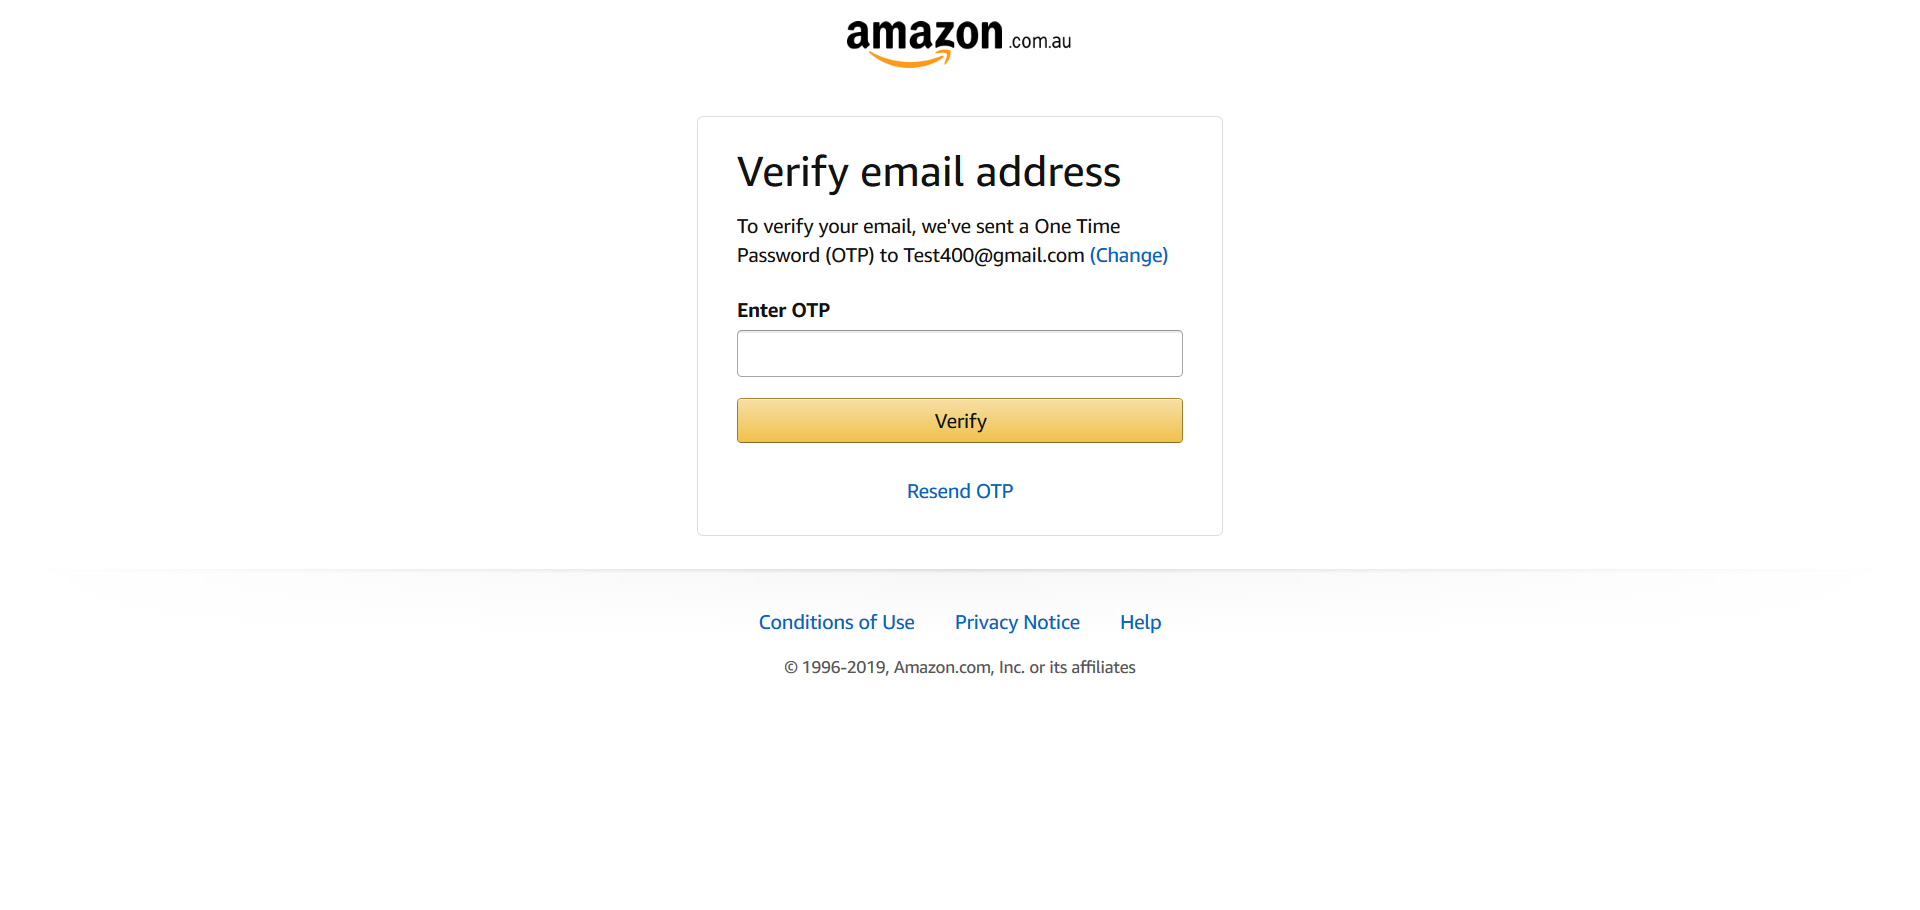 amazon.com.au
Verify email address
To verify your email, we've sent a One Time
Password (OTP) to Test400@gmail.com (Change)
Enter OTP
Verify
Resend OTP
Conditions of Use Privacy Notice Help
© 1996-2019, Amazon.com, Inc. or its affiliates